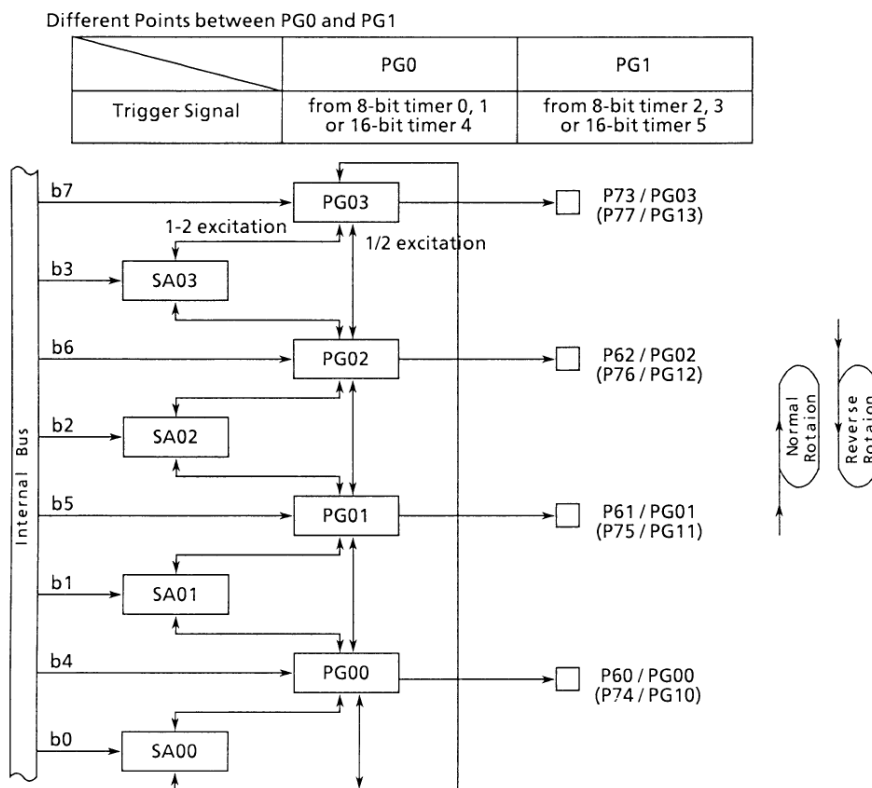 Different Points between PG0 and PG1
PG0
PG1
Trigger Signal
from 8-bit timer 0, 1
or 16-bit timer 4
from 8-bit timer 2, 3
or 16-bit timer 5
Internal Bus
b7
PG03
P73 / PG03
(P77 / PG13)
1-2 excitation
1/2 excitation
b3
SA03
b6
PG02
P62 / PG02
(P76 / PG12)
b2
SA02
b5
PG01
P61 / PG01
(P75 / PG11)
b1
SA01
b4
PG00
P60 / PG00
(P74 / PG10)
b0
SA00
Normal
Rotaion
Reverse
Rotaion